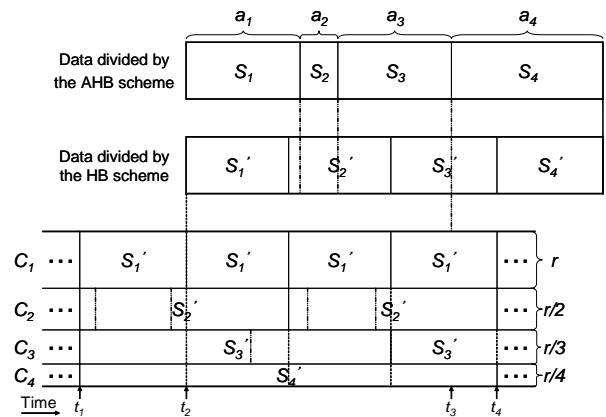 a1 a2 a3 a4
Data divided by
the AHB scheme
S1 S2 S3 S4
Data divided by
the HB scheme
S1' S2' S3' S4'
C1 ... S1' S1' S1' S1' ... r
C2 ... S2' S2' ... r/2
C3 ... S3' S3' ... r/3
C4 ... S4' ... r/4
Time t1 t2 t3 t4